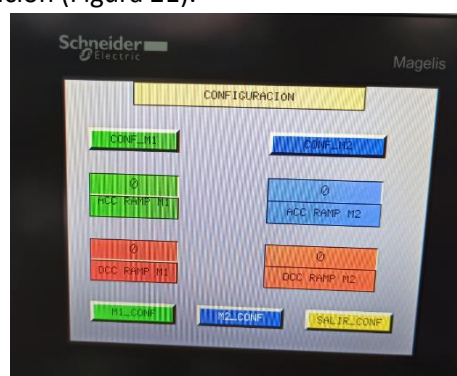 ción (Figura 21).
Schneider
Electric
Magelis
CONFIGURACION
CONF_M1
CONF_M2
0
0
ACC RAMP M1
ACC RAMP M2
0
0
DCC RAMP M1
DCC RAMP M2
M1_CONF
M2_CONF
SALIR_CONF